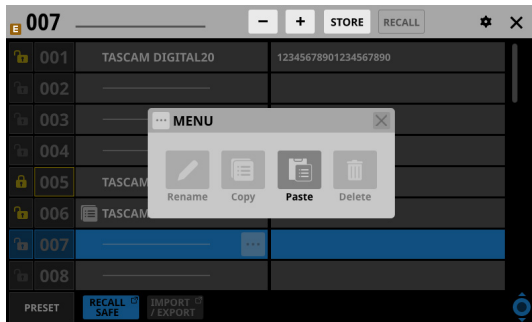 E 007 − + STORE RECALL
001 TASCAM DIGITAL20 12345678901234567890
002
003
MENU
004
Rename Copy Paste Delete
005 TASCAM
006 TASCAM
007
008
PRESET RECALL SAFE IMPORT / EXPORT